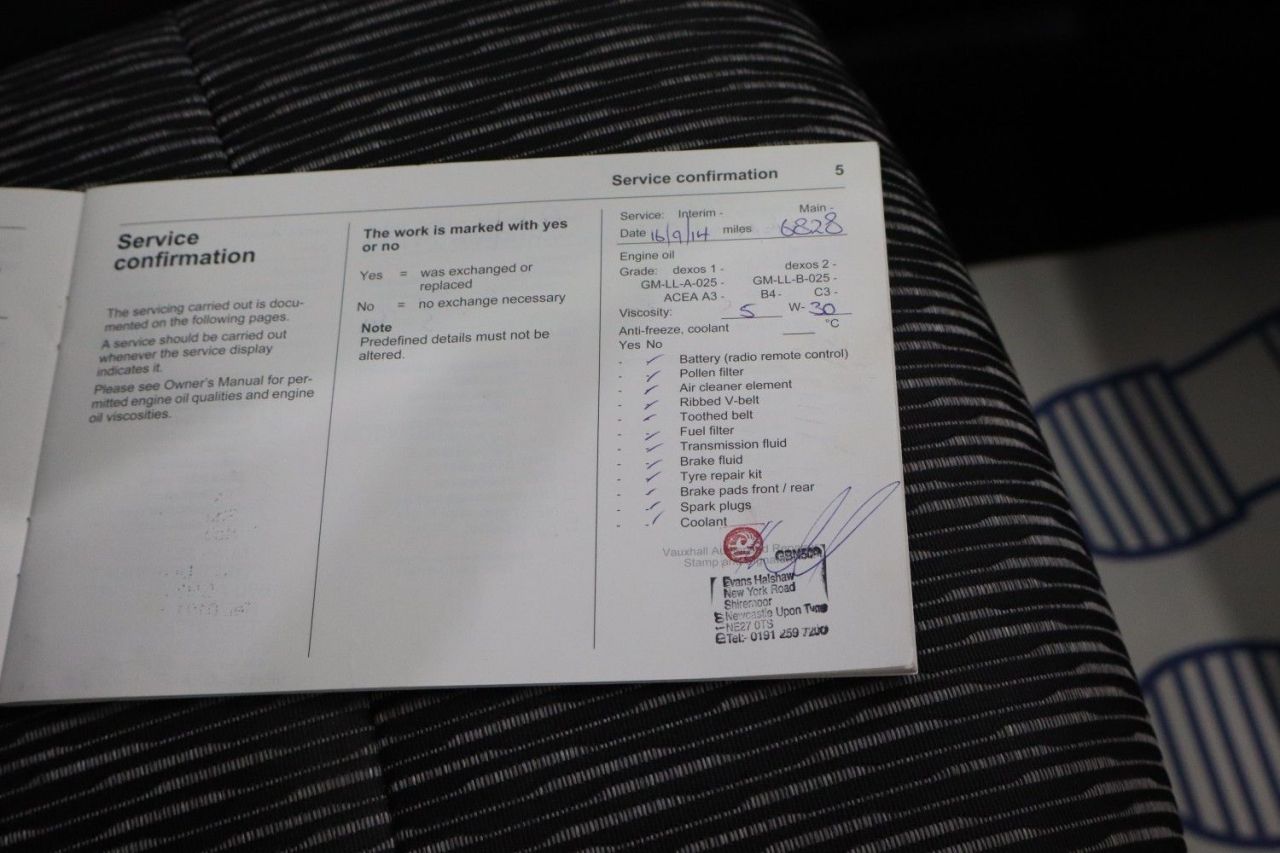 Service confirmation 5
Service
confirmation
The servicing carried out is docu-
mented on the following pages.
A service should be carried out
whenever the service display
indicates it.
Please see Owner's Manual for per-
mitted engine oil qualities and engine
oil viscosities.
The work is marked with yes
or no
Yes = was exchanged or
replaced
No = no exchange necessary
Note
Predefined details must not be
altered.
Service: Interim - Main -
Date 16/9/14 miles 6828
Engine oil
Grade: dexos 1 - dexos 2 -
GM-LL-A-025 - GM-LL-B-025 -
ACEA A3 - B4 - C3 -
Viscosity: 5 W- 30
Anti-freeze, coolant °C
Yes No
- ✓ Battery (radio remote control)
- ✓ Pollen filter
- ✓ Air cleaner element
- ✓ Ribbed V-belt
- ✓ Toothed belt
- ✓ Fuel filter
- ✓ Transmission fluid
- ✓ Brake fluid
- ✓ Tyre repair kit
- ✓ Brake pads front / rear
- ✓ Spark plugs
- ✓ Coolant
Vauxhall
Stamp
Evans Halshaw
New York Road
Shiremoor
Newcastle Upon Tyne
NE27 0TS
Tel:- 0191 259 7200